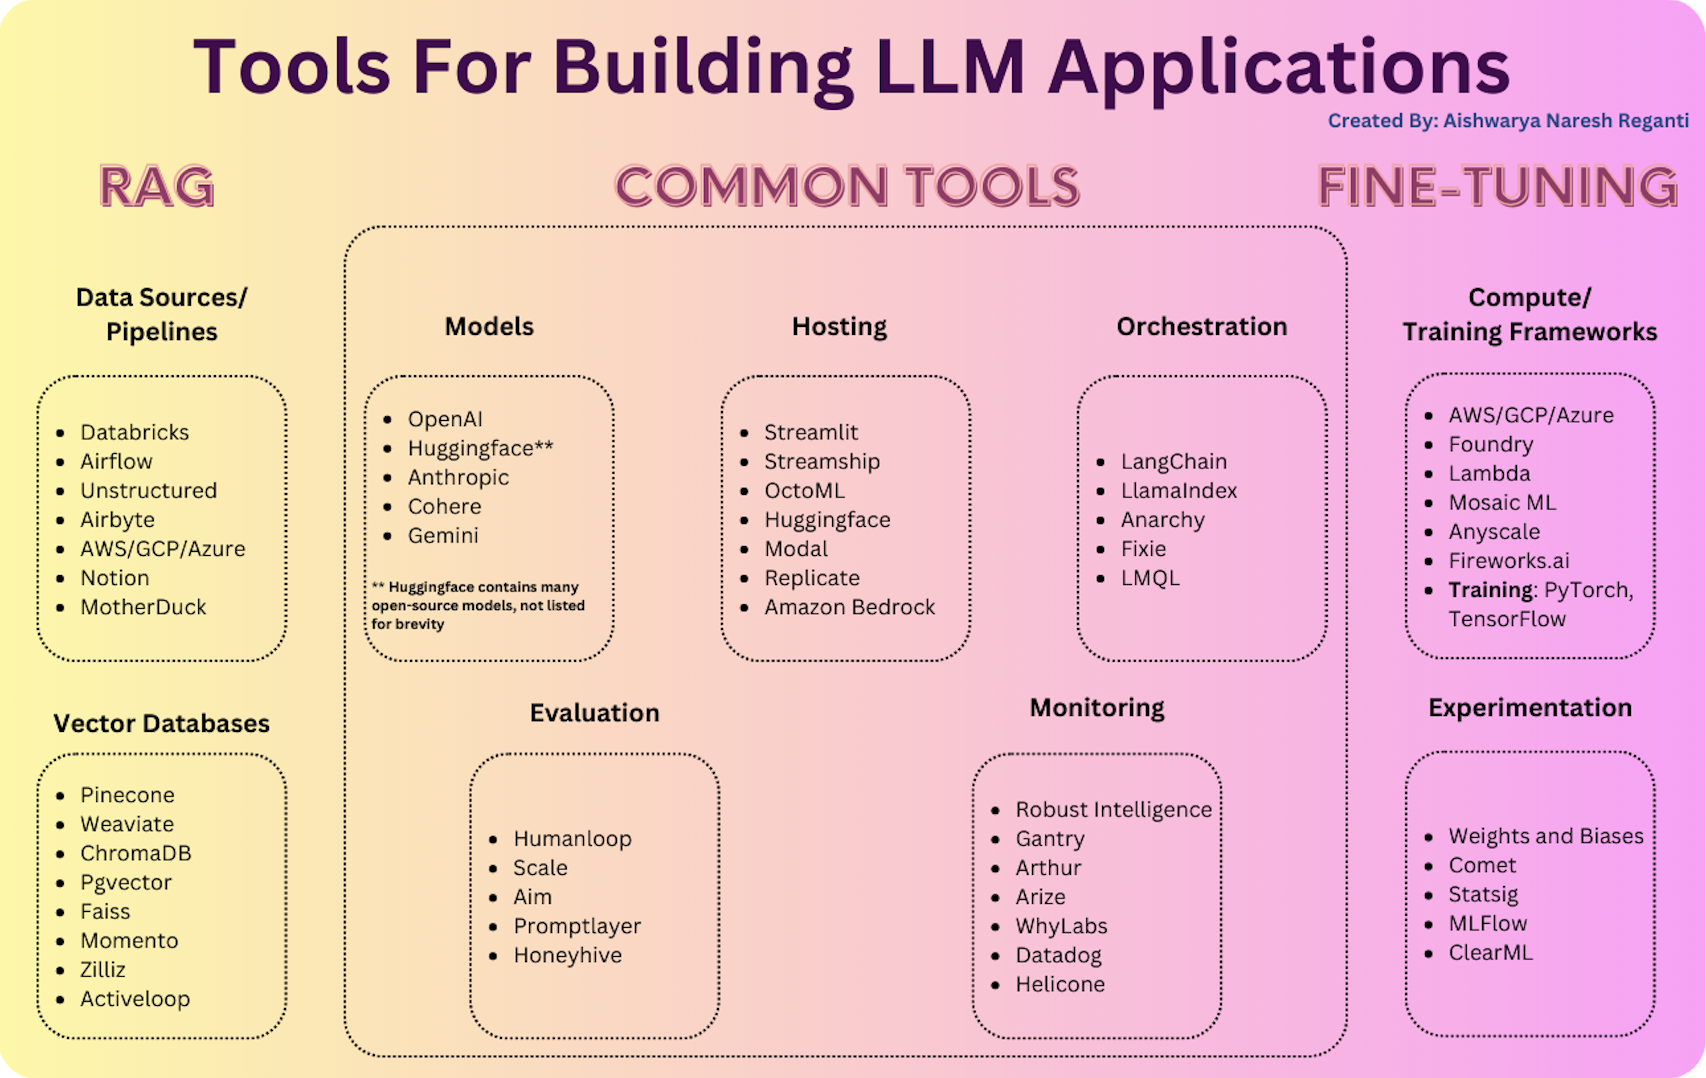 Tools For Building LLM Applications
Created By: Aishwarya Naresh Reganti
RAG
COMMON TOOLS
FINE-TUNING
Data Sources/
Pipelines
• Databricks
• Airflow
• Unstructured
• Airbyte
• AWS/GCP/Azure
• Notion
• MotherDuck
Vector Databases
• Pinecone
• Weaviate
• ChromaDB
• Pgvector
• Faiss
• Momento
• Zilliz
• Activeloop
Models
• OpenAI
• Huggingface**
• Anthropic
• Cohere
• Gemini
** Huggingface contains many
open-source models, not listed
for brevity
Hosting
• Streamlit
• Streamship
• OctoML
• Huggingface
• Modal
• Replicate
• Amazon Bedrock
Orchestration
• LangChain
• LlamaIndex
• Anarchy
• Fixie
• LMQL
Evaluation
• Humanloop
• Scale
• Aim
• Promptlayer
• Honeyhive
Monitoring
• Robust Intelligence
• Gantry
• Arthur
• Arize
• WhyLabs
• Datadog
• Helicone
Compute/
Training Frameworks
• AWS/GCP/Azure
• Foundry
• Lambda
• Mosaic ML
• Anyscale
• Fireworks.ai
• Training: PyTorch,
TensorFlow
Experimentation
• Weights and Biases
• Comet
• Statsig
• MLFlow
• ClearML